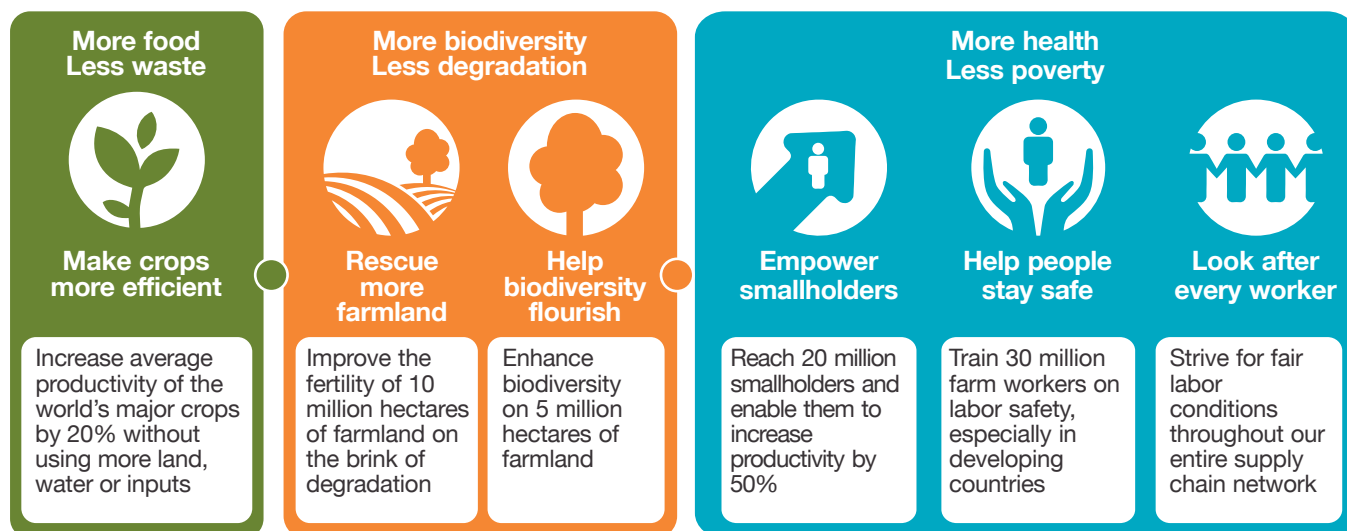 More food
Less waste
Make crops
more efficient
Increase average
productivity of the
world's major crops
by 20% without
using more land,
water or inputs
More biodiversity
Less degradation
Rescue
more
farmland
Improve the
fertility of 10
million hectares
of farmland on
the brink of
degradation
Help
biodiversity
flourish
Enhance
biodiversity
on 5 million
hectares of
farmland
More health
Less poverty
Empower
smallholders
Reach 20 million
smallholders and
enable them to
increase
productivity by
50%
Help people
stay safe
Train 30 million
farm workers on
labor safety,
especially in
developing
countries
Look after
every worker
Strive for fair
labor
conditions
throughout our
entire supply
chain network